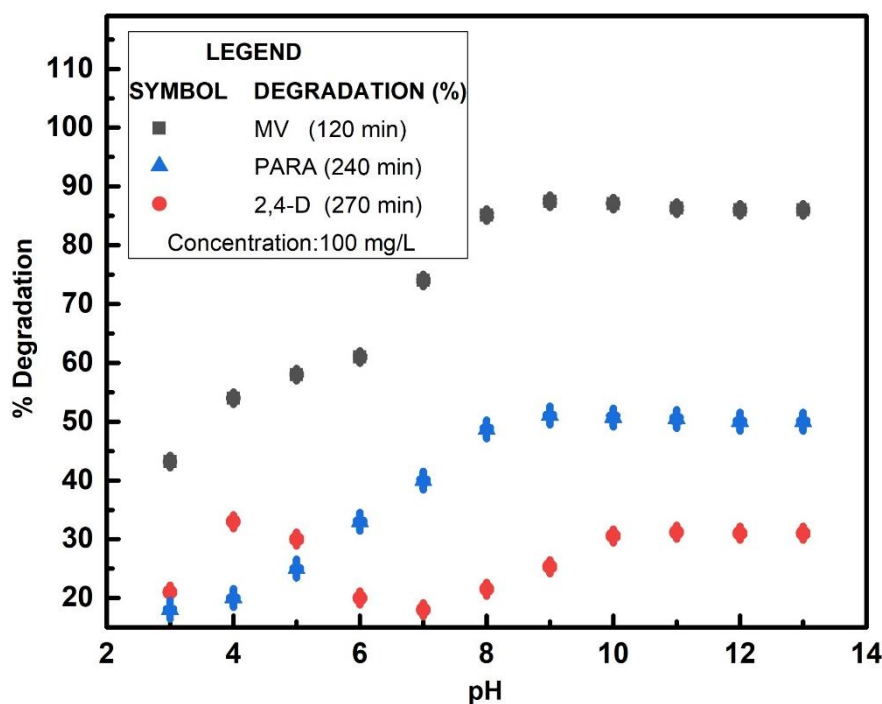 LEGEND
SYMBOL DEGRADATION (%)
MV (120 min)
PARA (240 min)
2,4-D (270 min)
Concentration:100 mg/L
110
100
90
80
70
60
50
40
30
20
% Degradation
2 4 6 8 10 12 14
pH